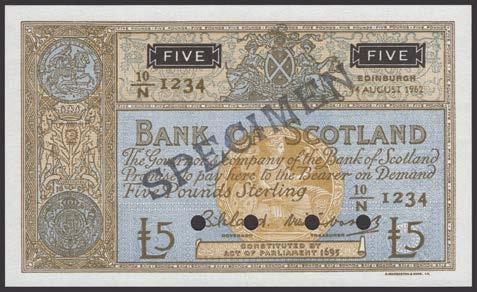 FIVE
FIVE
10/N 1234
EDINBURGH
14 AUGUST 1962
SPECIMEN
BANK OF SCOTLAND
The Governor & Company of the Bank of Scotland
Promise to pay here to the Bearer on Demand
Five Pounds Sterling
10/N 1234
£5
£5
GOVERNOR
TREASURER
CONSTITUTED BY
ACT OF PARLIAMENT 1695